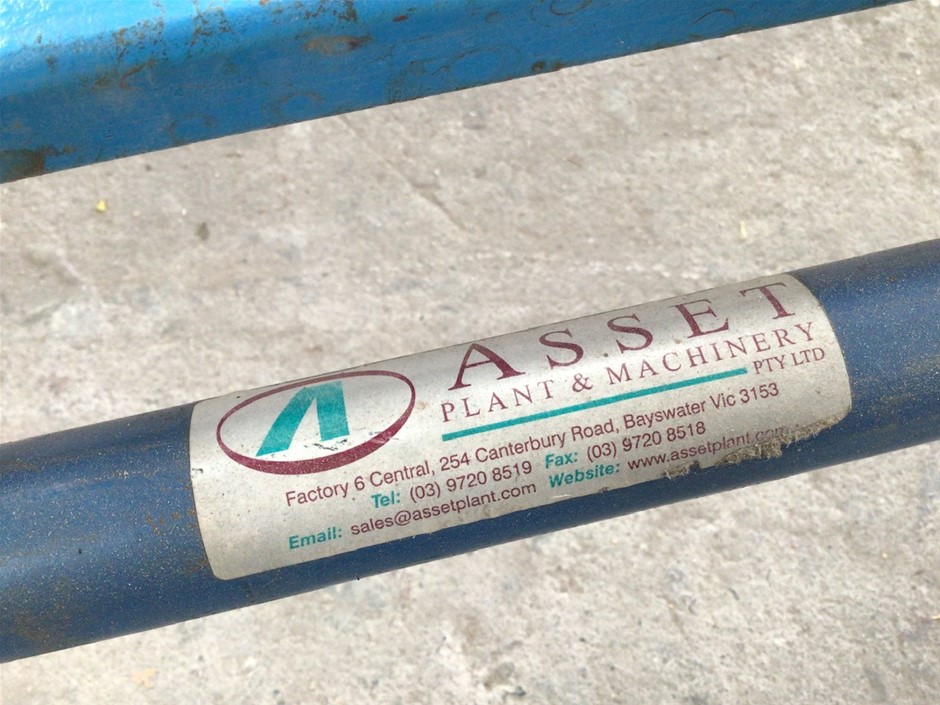 ASSET
PLANT & MACHINERY
PTY LTD
Factory 6 Central, 254 Canterbury Road, Bayswater Vic 3153
Tel: (03) 9720 8519 Fax: (03) 9720 8518
Email: sales@assetplant.com Website: www.assetplant.com